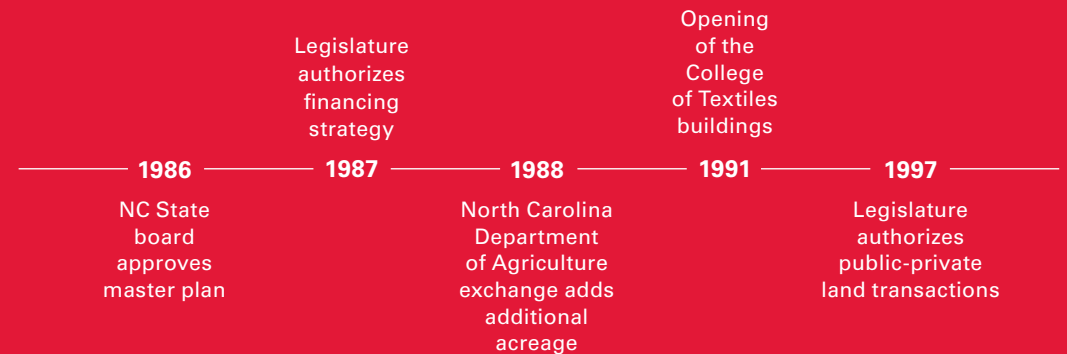 1986
NC State
board
approves
master plan
Legislature
authorizes
financing
strategy
1987
1988
North Carolina
Department
of Agriculture
exchange adds
additional
acreage
Opening
of the
College
of Textiles
buildings
1991
1997
Legislature
authorizes
public-private
land transactions